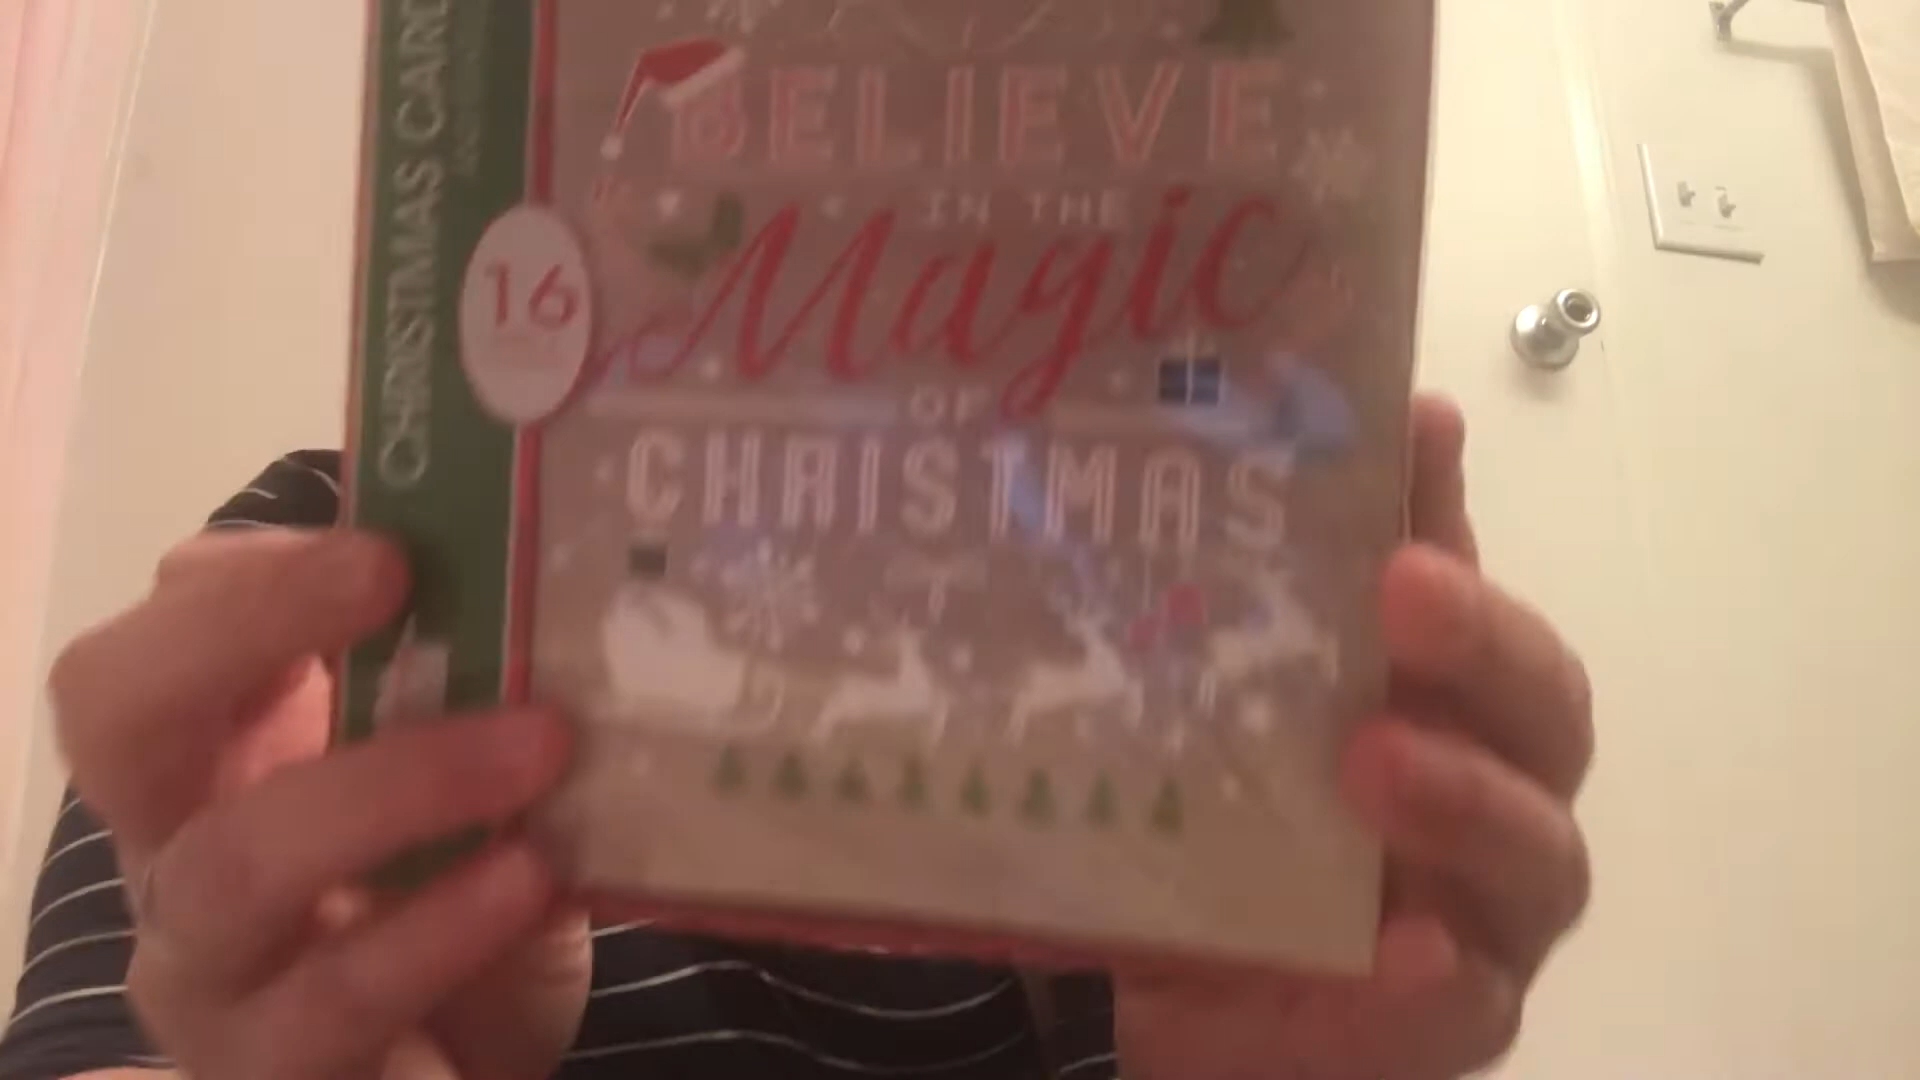 CHRISTMAS CARD
16
BELIEVE
IN THE
Magic
OF
CHRISTMAS